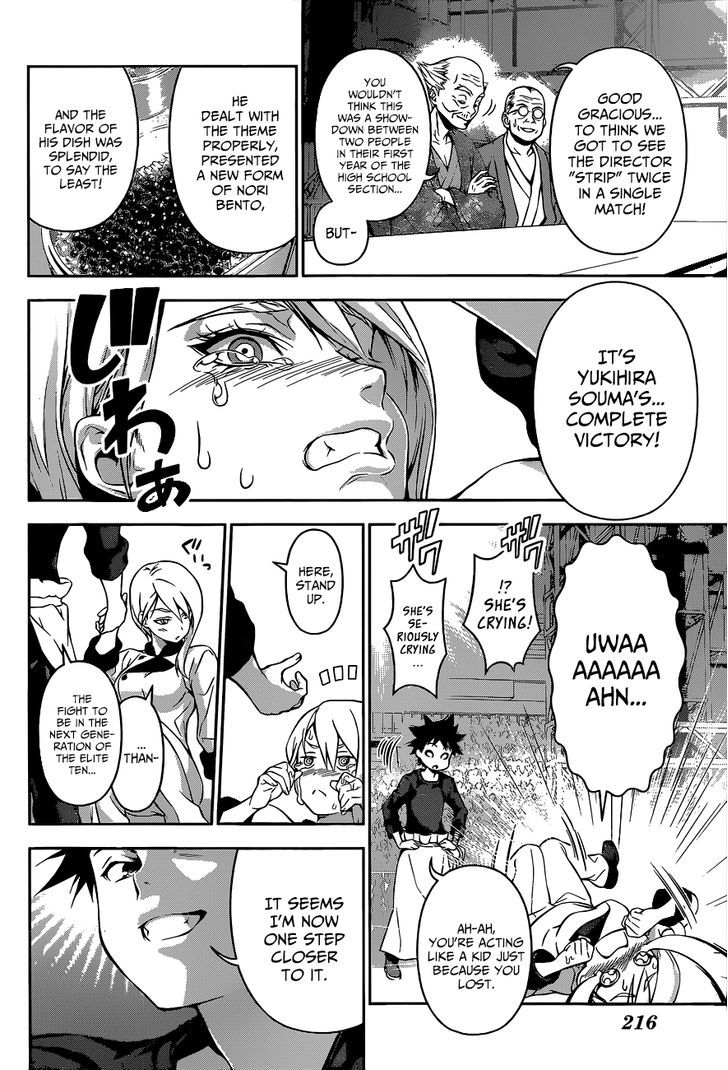 GOOD
GRACIOUS...
TO THINK WE
GOT TO SEE
THE DIRECTOR
"STRIP" TWICE
IN A SINGLE
MATCH!
YOU
WOULDN'T
THINK THIS
WAS A SHOW-
DOWN BETWEEN
TWO PEOPLE
IN THEIR FIRST
YEAR OF THE
HIGH SCHOOL
SECTION...
BUT-
HE
DEALT WITH
THE THEME
PROPERLY,
PRESENTED
A NEW FORM
OF NORI
BENTO,
AND THE
FLAVOR OF
HIS DISH WAS
SPLENDID,
TO SAY THE
LEAST!
IT'S
YUKIHIRA
SOUMA'S...
COMPLETE
VICTORY!
じわぁ
UWAA
AAAAAAA
AHN...
ザワ
!?
SHE'S
CRYING!
ザワ
SHE'S
SE-
RIOUSLY
CRYING
...
AH-AH,
YOU'RE ACTING
LIKE A KID JUST
BECAUSE YOU
LOST.
HERE,
STAND
UP.
...
THAN-
THE
FIGHT TO
BE IN THE
NEXT GENE-
RATION OF
THE ELITE
TEN...
IT SEEMS
I'M NOW
ONE STEP
CLOSER
TO IT.
216